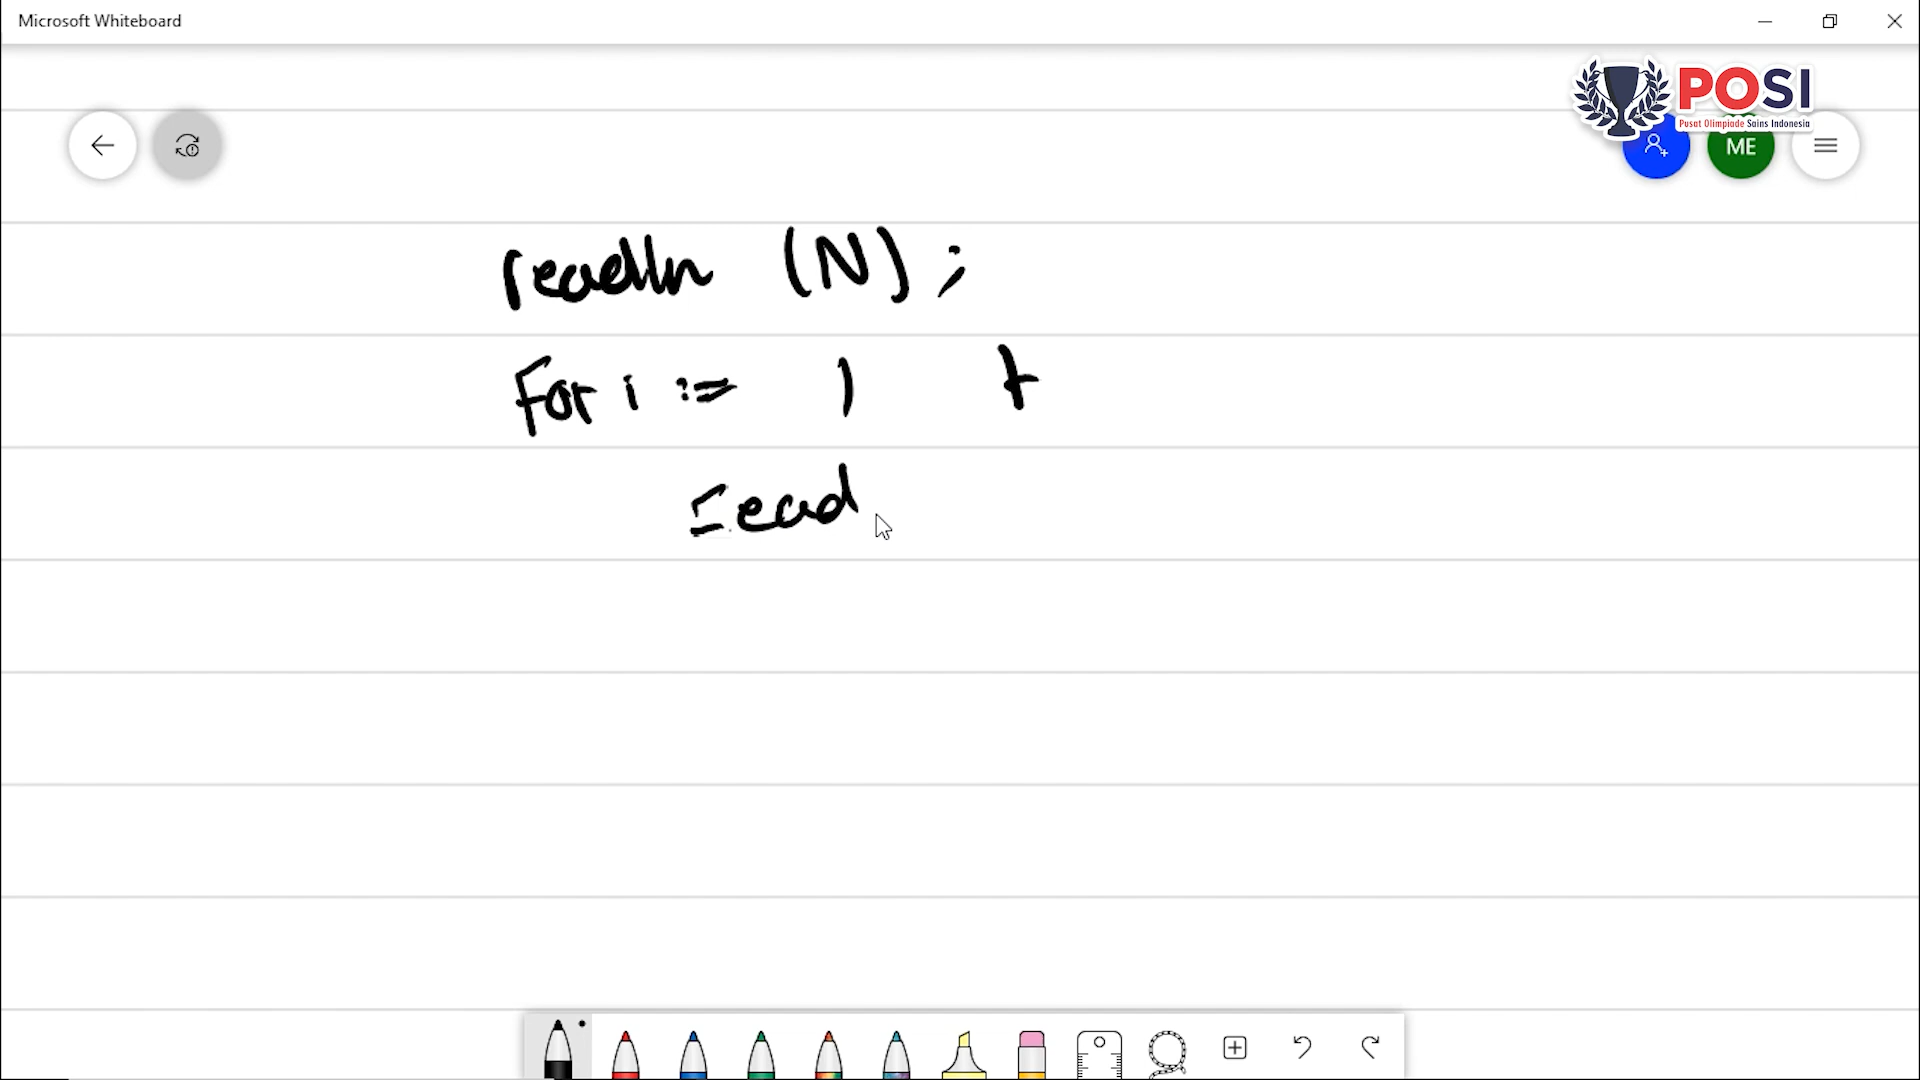 Microsoft Whiteboard
POSI
Pusat Olimpiade Sains Indonesia
ME
readln (N);
For i := 1 t
read